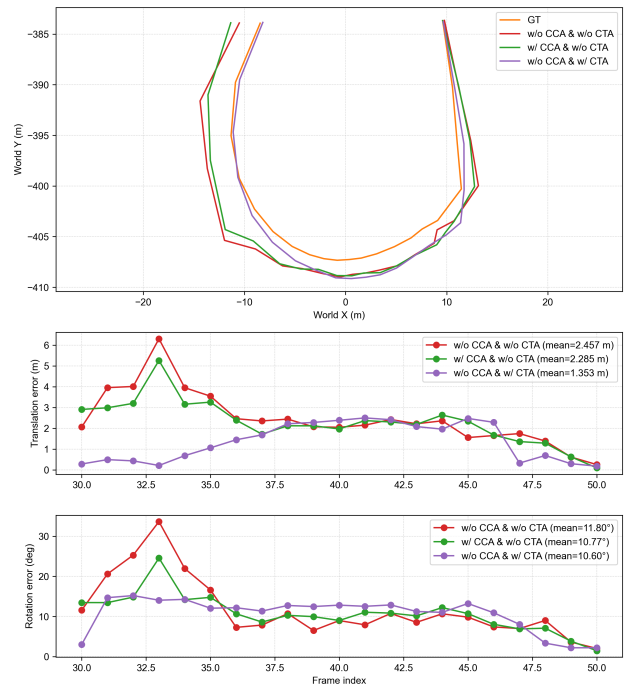 GT
w/o CCA & w/o CTA
w/ CCA & w/o CTA
w/o CCA & w/ CTA
World Y (m)
−385
−390
−395
−400
−405
−410
−20
−10
0
10
20
World X (m)
w/o CCA & w/o CTA (mean=2.457 m)
w/ CCA & w/o CTA (mean=2.285 m)
w/o CCA & w/ CTA (mean=1.353 m)
Translation error (m)
6
5
4
3
2
1
0
30.0
32.5
35.0
37.5
40.0
42.5
45.0
47.5
50.0
w/o CCA & w/o CTA (mean=11.80°)
w/ CCA & w/o CTA (mean=10.77°)
w/o CCA & w/ CTA (mean=10.60°)
Rotation error (deg)
30
20
10
0
30.0
32.5
35.0
37.5
40.0
42.5
45.0
47.5
50.0
Frame index